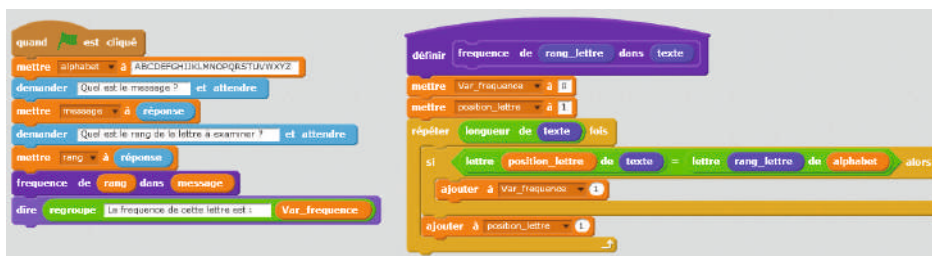 quand est cliqué
mettre alphabet à ABCDEFGHIJKLMNOPQRSTUVWXYZ
demander Quel est le message ? et attendre
mettre message à réponse
demander Quel est le rang de la lettre à examiner ? et attendre
mettre rang à réponse
frequence de rang dans message
dire regroupe La frequence de cette lettre est : Var_frequence
définir frequence de rang_lettre dans texte
mettre Var_frequence à 0
mettre position_lettre à 1
répéter longueur de texte fois
si lettre position_lettre de texte = lettre rang_lettre de alphabet alors
ajouter à Var_frequence 1
ajouter à position_lettre 1